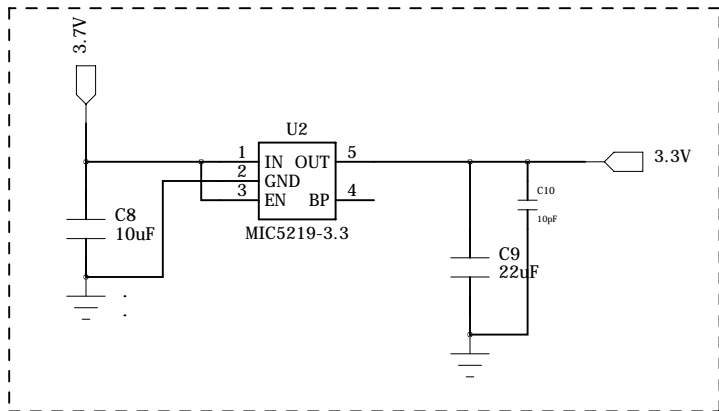 3.7V
U2
1 IN OUT 5
2 GND
3 EN BP 4
MIC5219-3.3
3.3V
C8
10uF
C10
10pF
C9
22uF